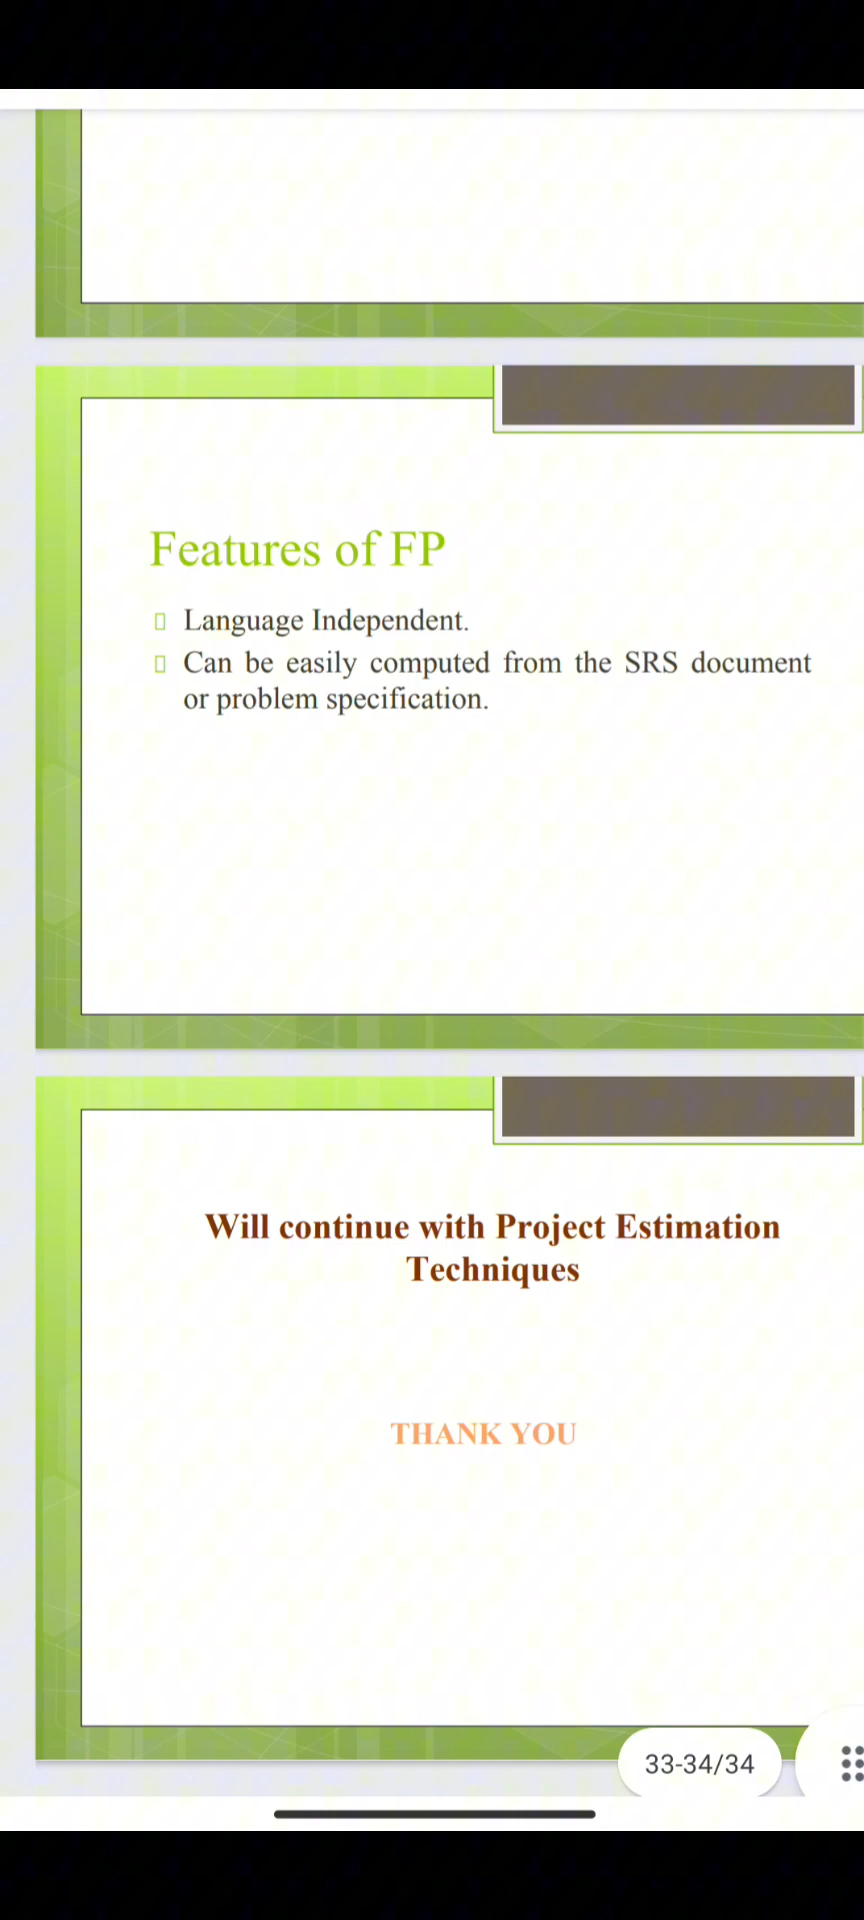 Features of FP
Language Independent.
Can be easily computed from the SRS document
or problem specification.
Will continue with Project Estimation
Techniques
THANK YOU
33-34/34